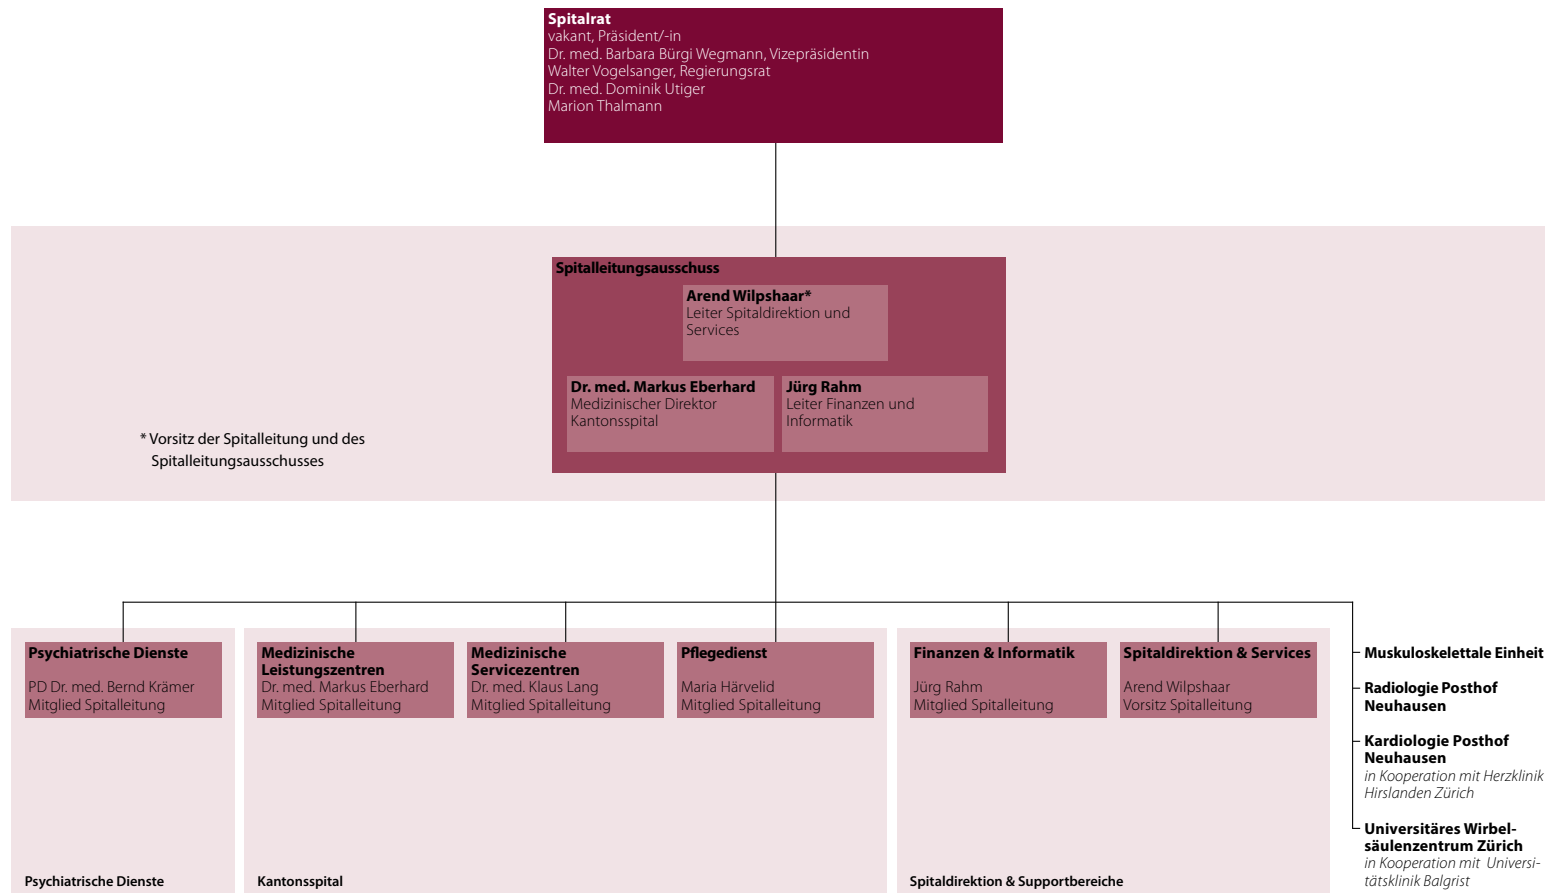 Spitalrat
vakant, Präsident/-in
Dr. med. Barbara Bürgi Wegmann, Vizepräsidentin
Walter Vogelsanger, Regierungsrat
Dr. med. Dominik Utiger
Marion Thalmann
Spitalleitungsausschuss
Arend Wilpshaar*
Leiter Spitaldirektion und
Services
Dr. med. Markus Eberhard
Medizinischer Direktor
Kantonsspital
Jürg Rahm
Leiter Finanzen und
Informatik
* Vorsitz der Spitalleitung und des
Spitalleitungsausschusses
Psychiatrische Dienste
PD Dr. med. Bernd Krämer
Mitglied Spitalleitung
Medizinische
Leistungszentren
Dr. med. Markus Eberhard
Mitglied Spitalleitung
Medizinische
Servicezentren
Dr. med. Klaus Lang
Mitglied Spitalleitung
Pflegedienst
Maria Härvelid
Mitglied Spitalleitung
Finanzen & Informatik
Jürg Rahm
Mitglied Spitalleitung
Spitaldirektion & Services
Arend Wilpshaar
Vorsitz Spitalleitung
Muskuloskelettale Einheit
Radiologie Posthof
Neuhausen
Kardiologie Posthof
Neuhausen
in Kooperation mit Herzklinik
Hirslanden Zürich
Universitäres Wirbel-
säulenzentrum Zürich
in Kooperation mit Universi-
tätsklinik Balgrist
Psychiatrische Dienste
Kantonsspital
Spitaldirektion & Supportbereiche